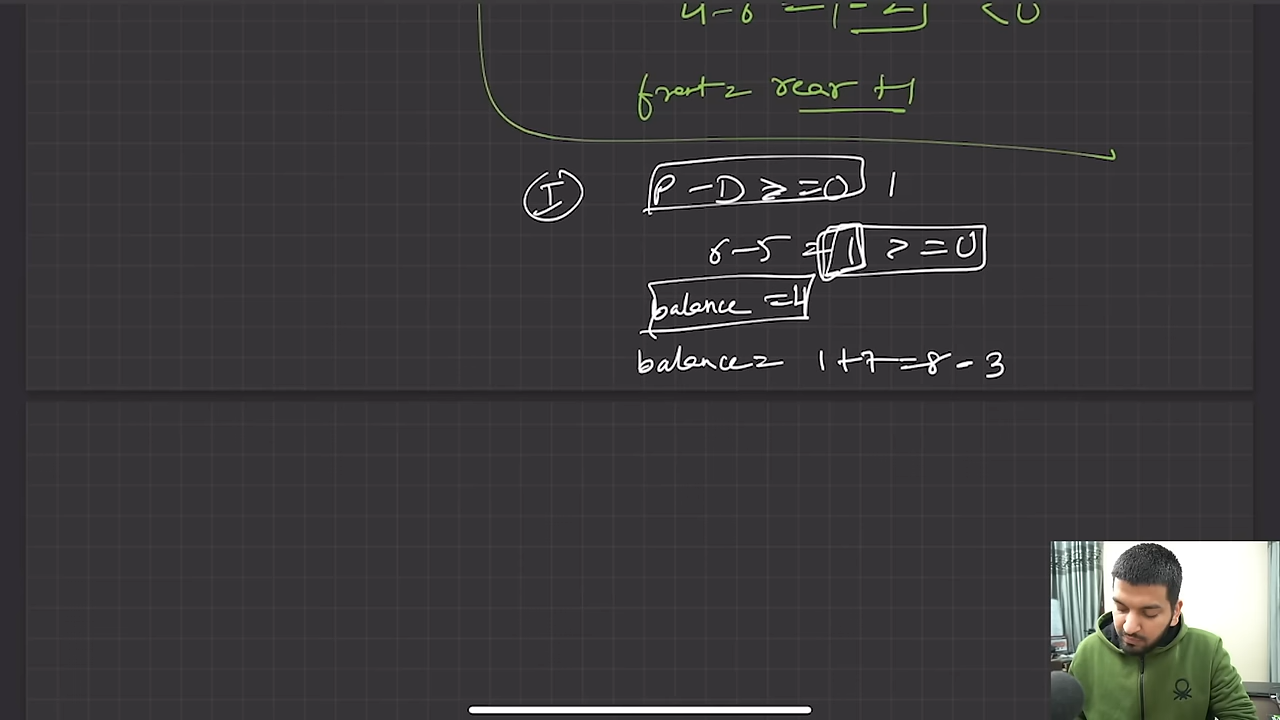 4-6 = -2 < 0
front = rear + 1
I P - D >= 0 1
6 - 5 = 1 >= 0
balance = 4
balance = 1 + 7 = 8 - 3